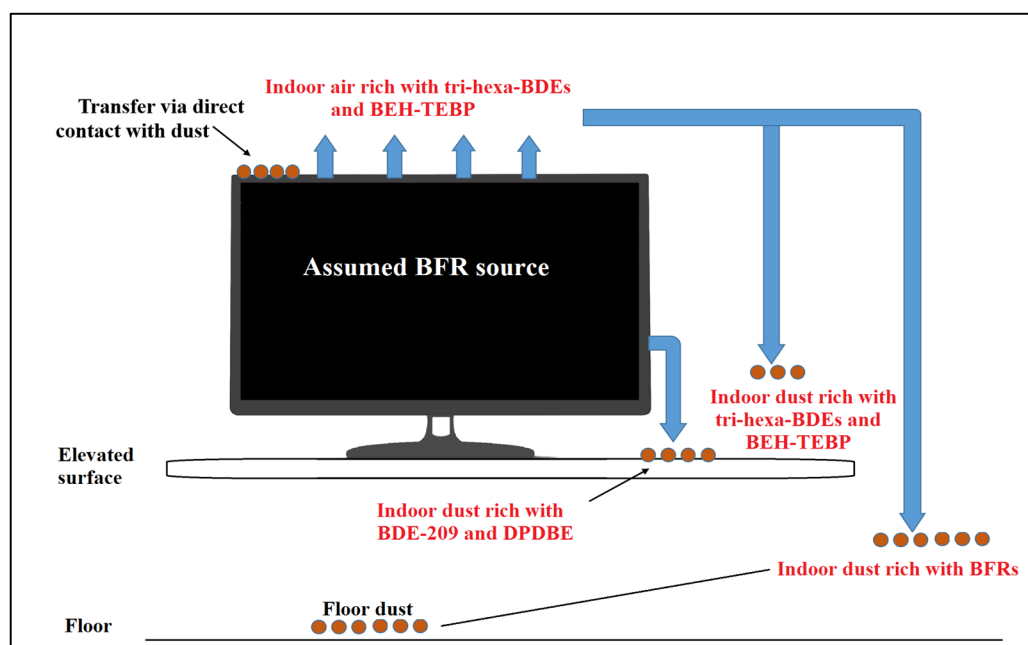 Indoor air rich with tri-hexa-BDEs
and BEH-TEBP
Transfer via direct
contact with dust
Assumed BFR source
Indoor dust rich with
tri-hexa-BDEs and
BEH-TEBP
Elevated
surface
Indoor dust rich with
BDE-209 and DPDBE
Indoor dust rich with BFRs
Floor dust
Floor